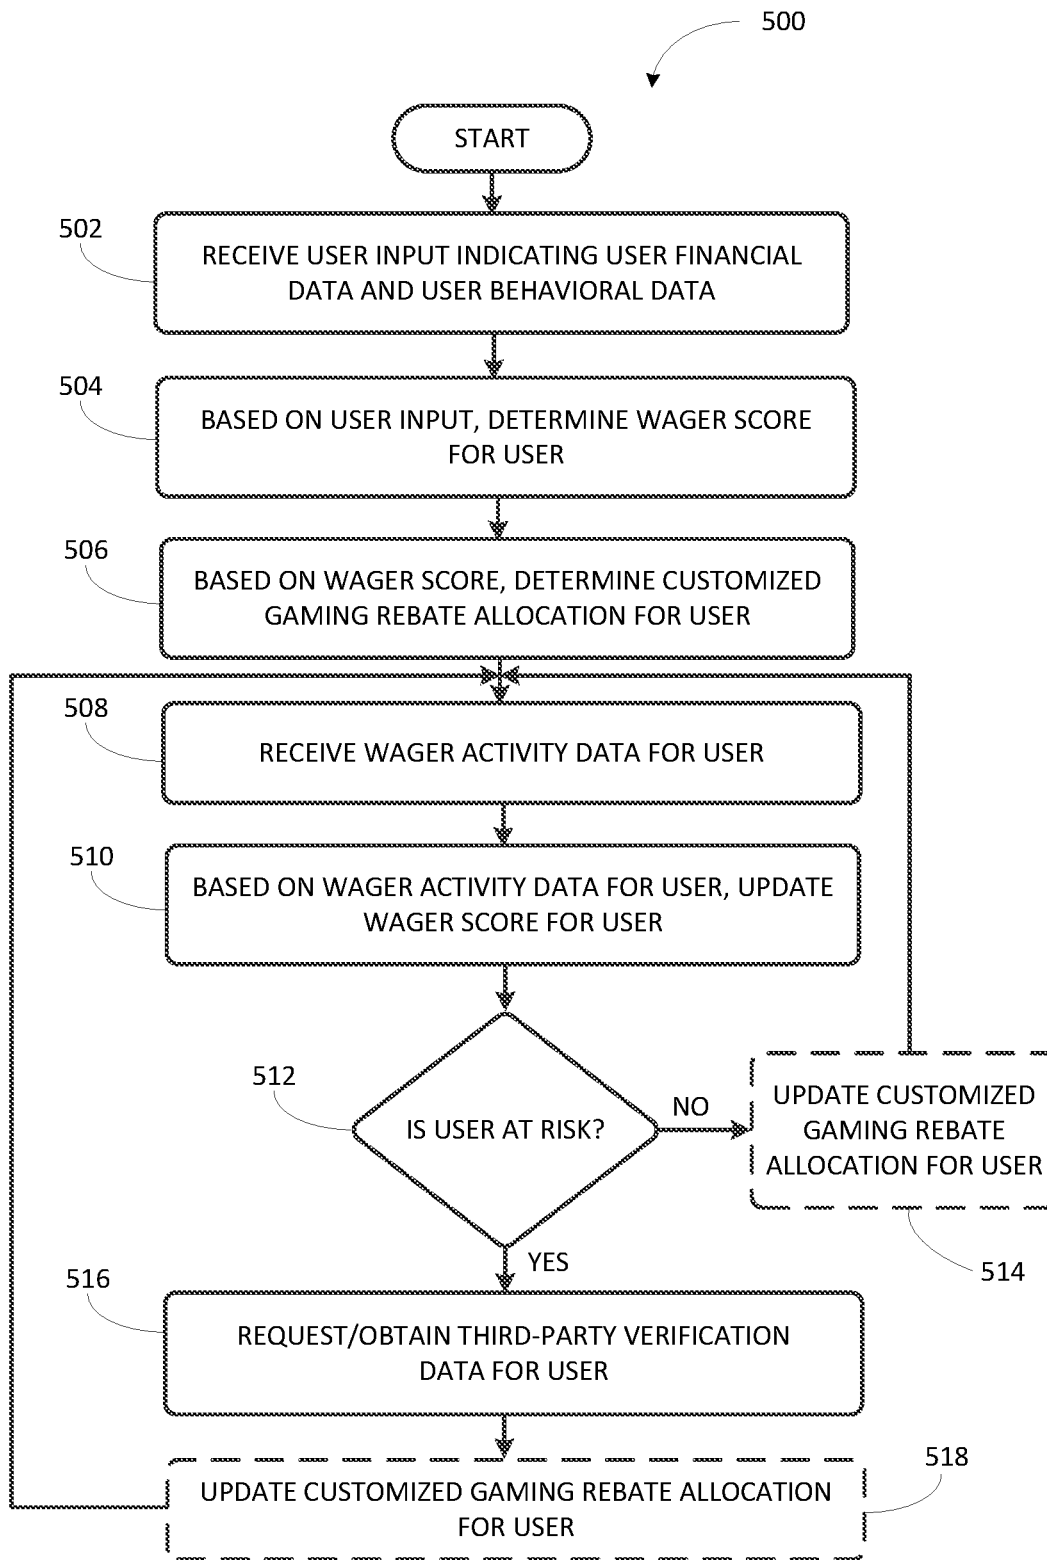 500
START
502
RECEIVE USER INPUT INDICATING USER FINANCIAL
DATA AND USER BEHAVIORAL DATA
504
BASED ON USER INPUT, DETERMINE WAGER SCORE
FOR USER
506
BASED ON WAGER SCORE, DETERMINE CUSTOMIZED
GAMING REBATE ALLOCATION FOR USER
508
RECEIVE WAGER ACTIVITY DATA FOR USER
510
BASED ON WAGER ACTIVITY DATA FOR USER, UPDATE
WAGER SCORE FOR USER
512
IS USER AT RISK?
NO
UPDATE CUSTOMIZED
GAMING REBATE
ALLOCATION FOR USER
514
YES
516
REQUEST/OBTAIN THIRD-PARTY VERIFICATION
DATA FOR USER
518
UPDATE CUSTOMIZED GAMING REBATE ALLOCATION
FOR USER